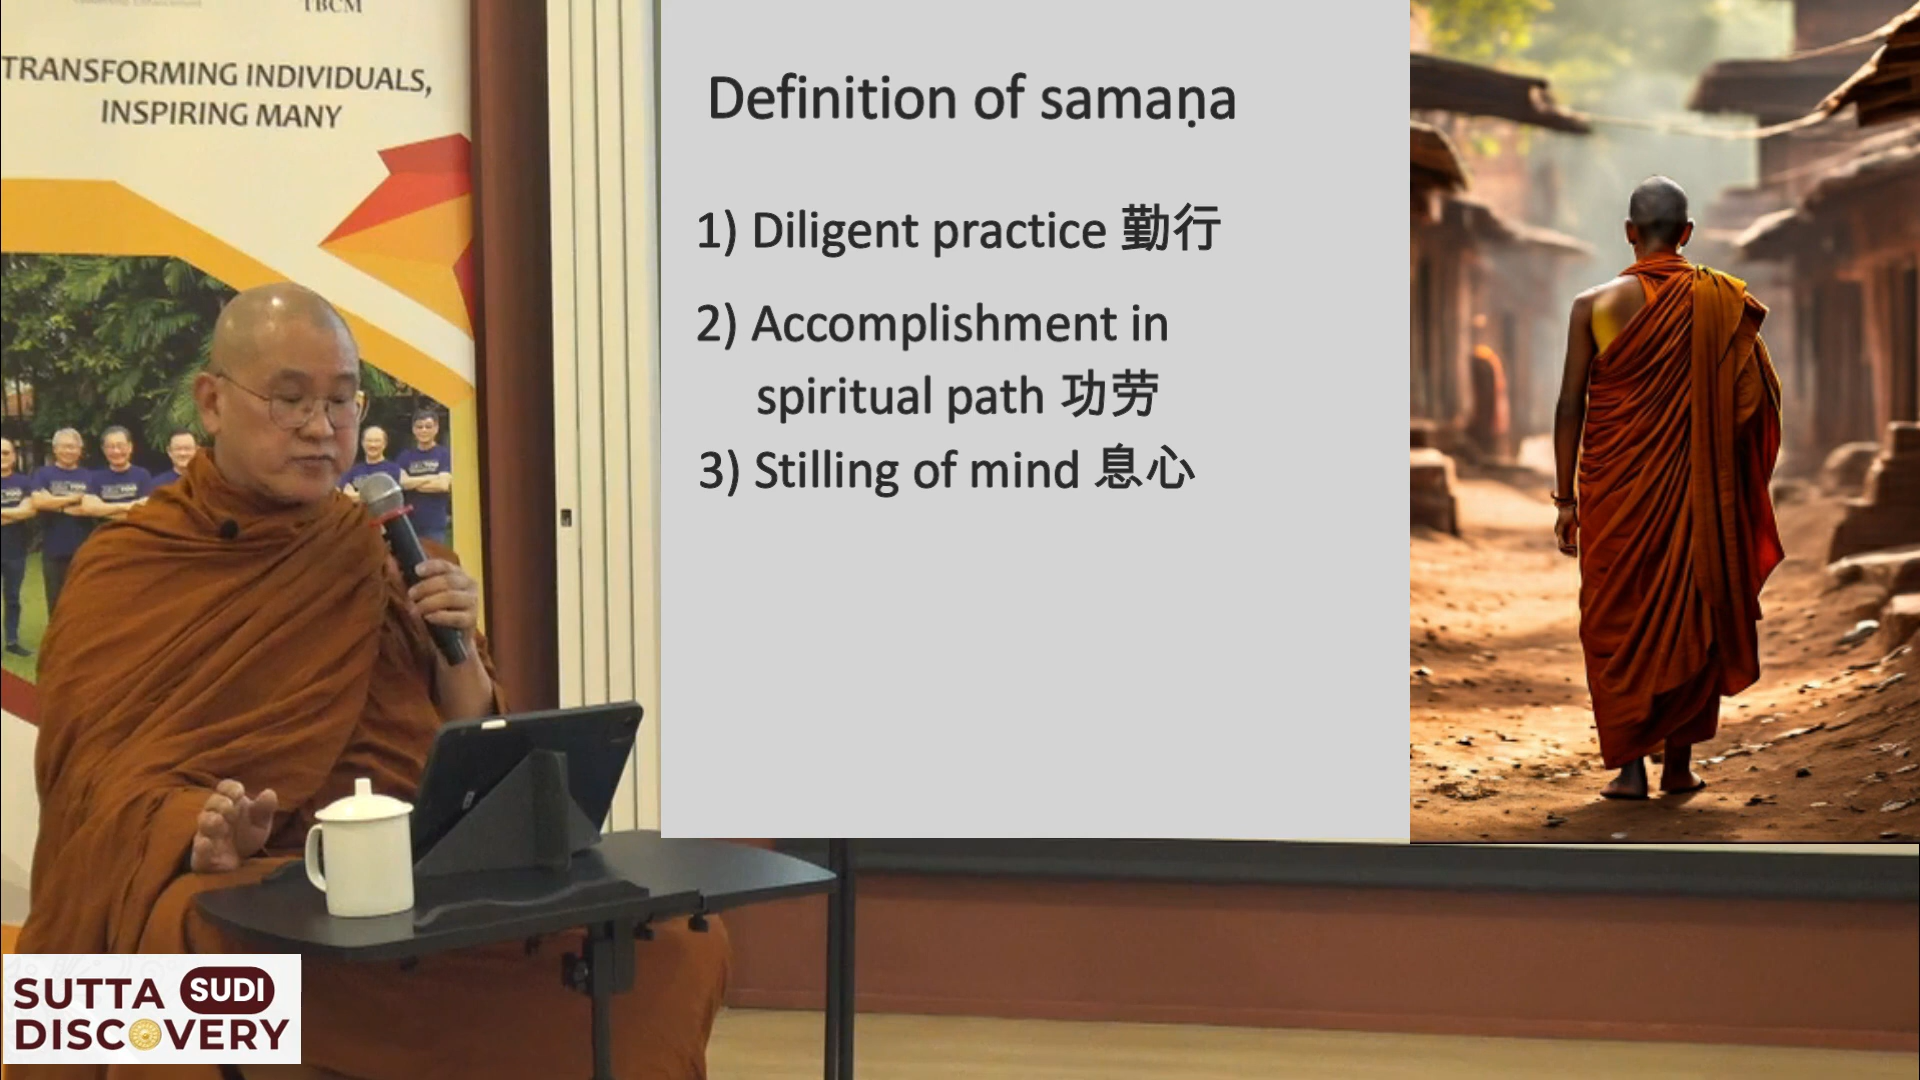 TBCM
TRANSFORMING INDIVIDUALS,
INSPIRING MANY
Definition of samaṇa
1) Diligent practice 勤行
2) Accomplishment in
spiritual path 功劳
3) Stilling of mind 息心
SUTTA SUDI
DISCOVERY